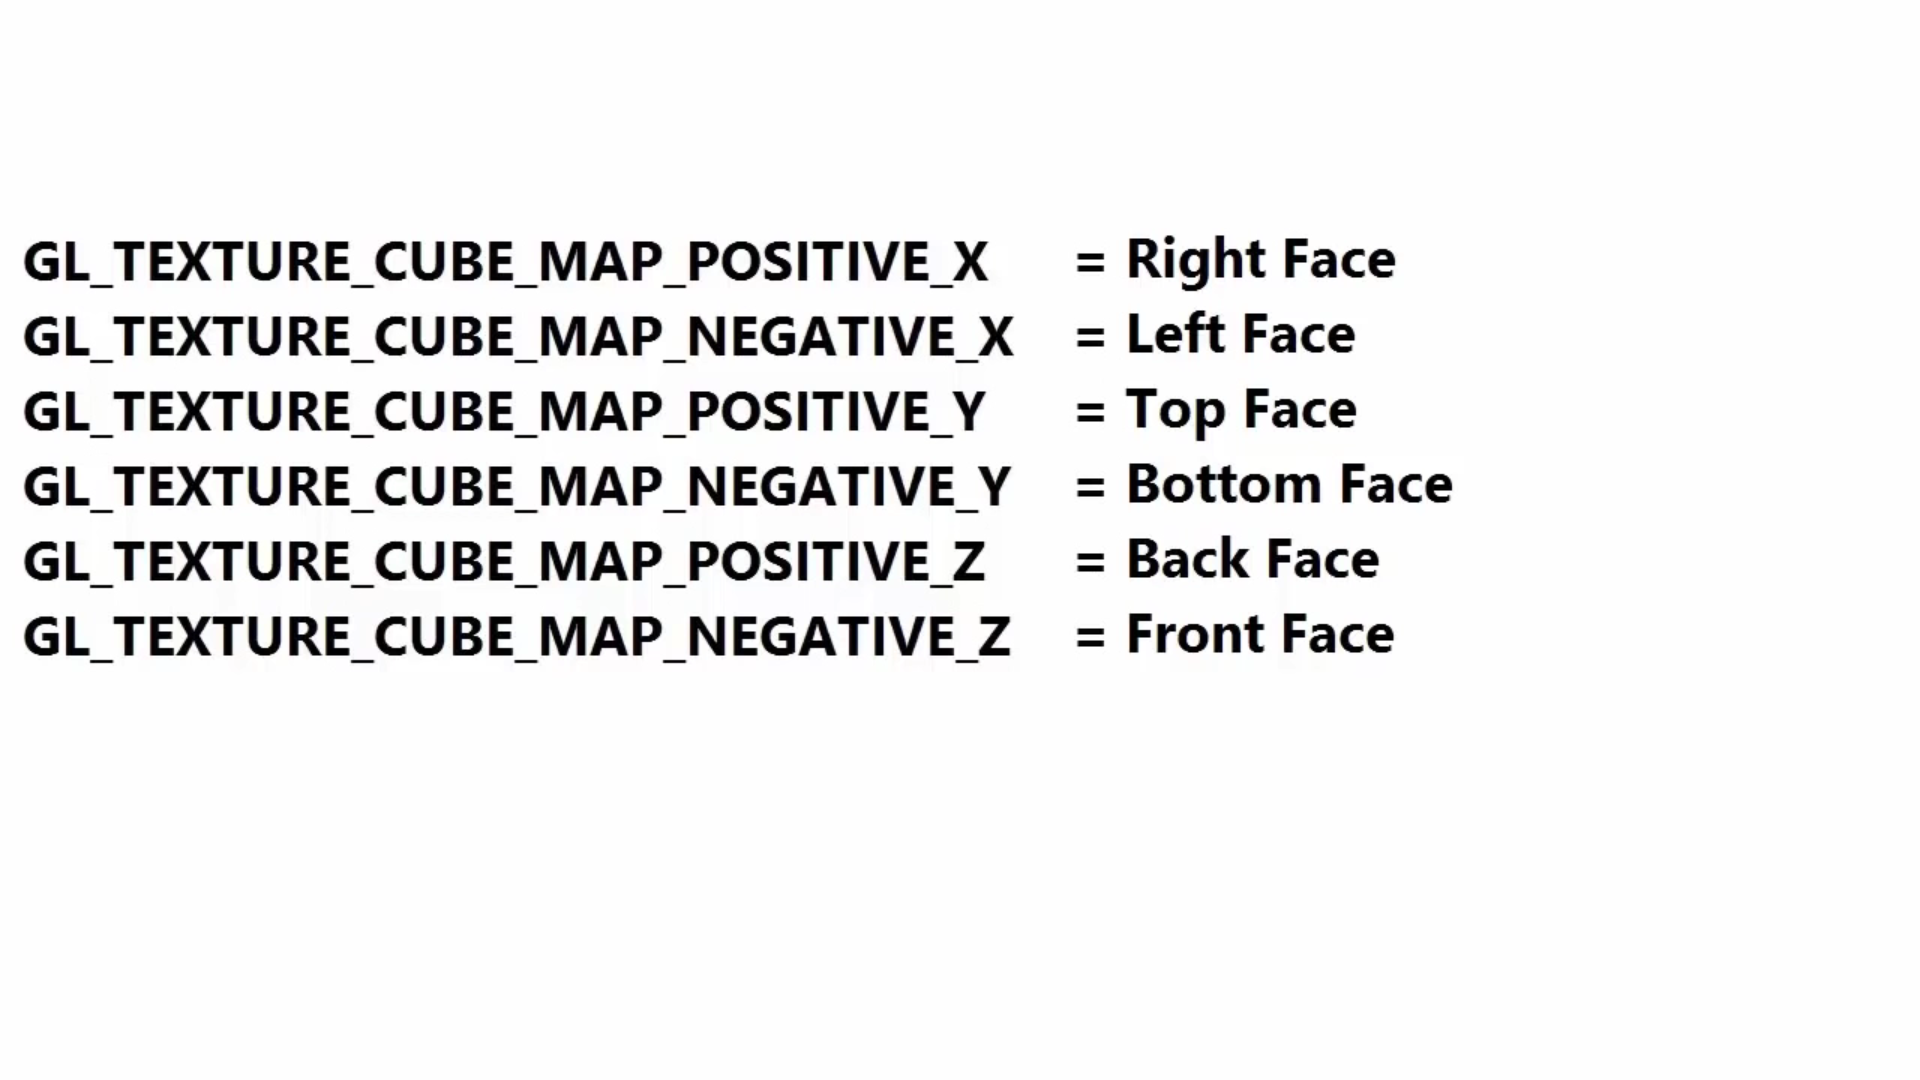 GL_TEXTURE_CUBE_MAP_POSITIVE_X = Right Face
GL_TEXTURE_CUBE_MAP_NEGATIVE_X = Left Face
GL_TEXTURE_CUBE_MAP_POSITIVE_Y = Top Face
GL_TEXTURE_CUBE_MAP_NEGATIVE_Y = Bottom Face
GL_TEXTURE_CUBE_MAP_POSITIVE_Z = Back Face
GL_TEXTURE_CUBE_MAP_NEGATIVE_Z = Front Face